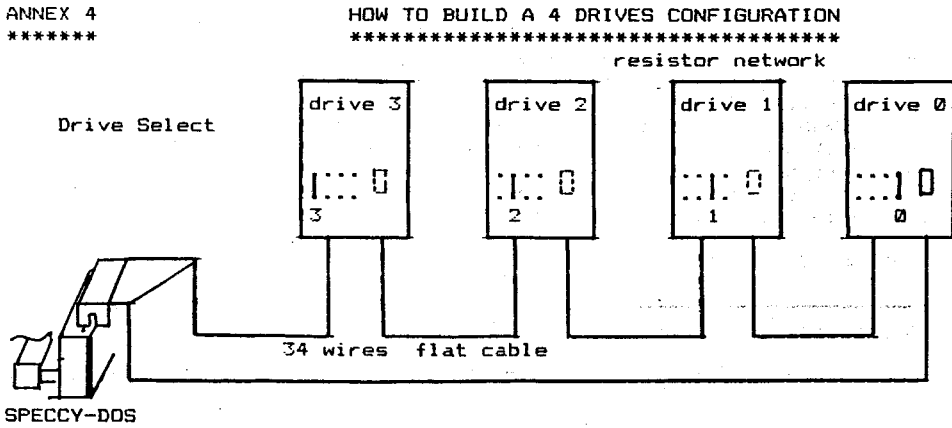 ANNEX 4 HOW TO BUILD A 4 DRIVES CONFIGURATION
******* *************************************
resistor network
drive 3 drive 2 drive 1 drive 0
Drive Select
3 2 1 0
34 wires flat cable
SPECCY-DOS